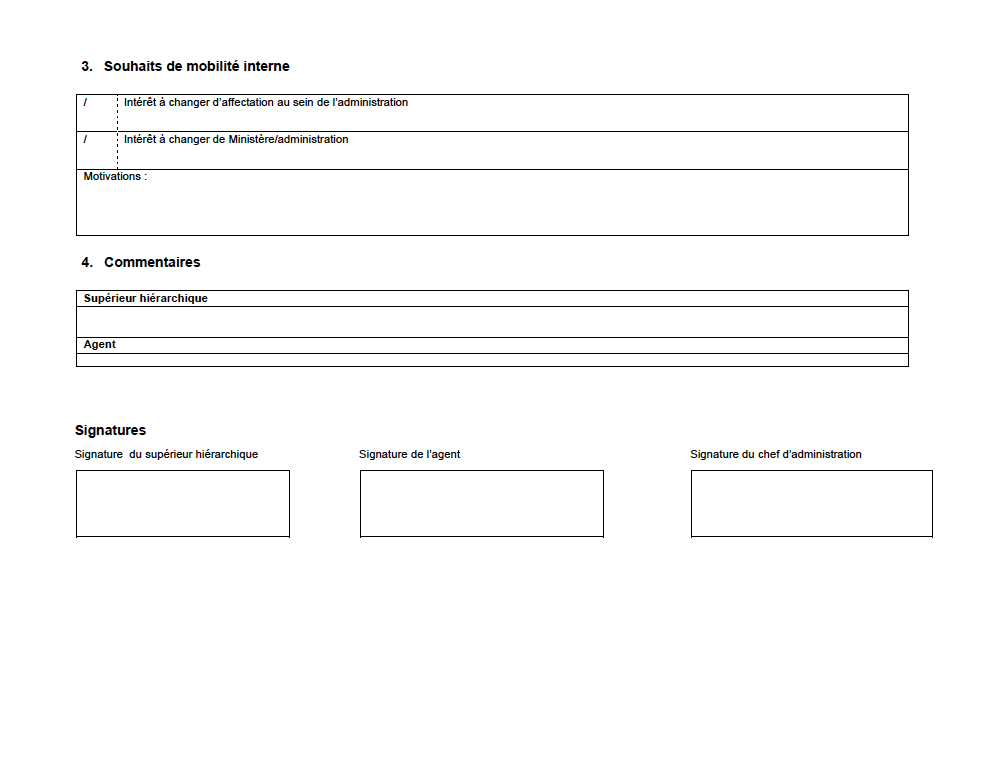 3. Souhaits de mobilité interne
/ Intérêt à changer d’affectation au sein de l’administration
/ Intérêt à changer de Ministère/administration
Motivations :
4. Commentaires
Supérieur hiérarchique
Agent
Signatures
Signature du supérieur hiérarchique Signature de l’agent Signature du chef d’administration